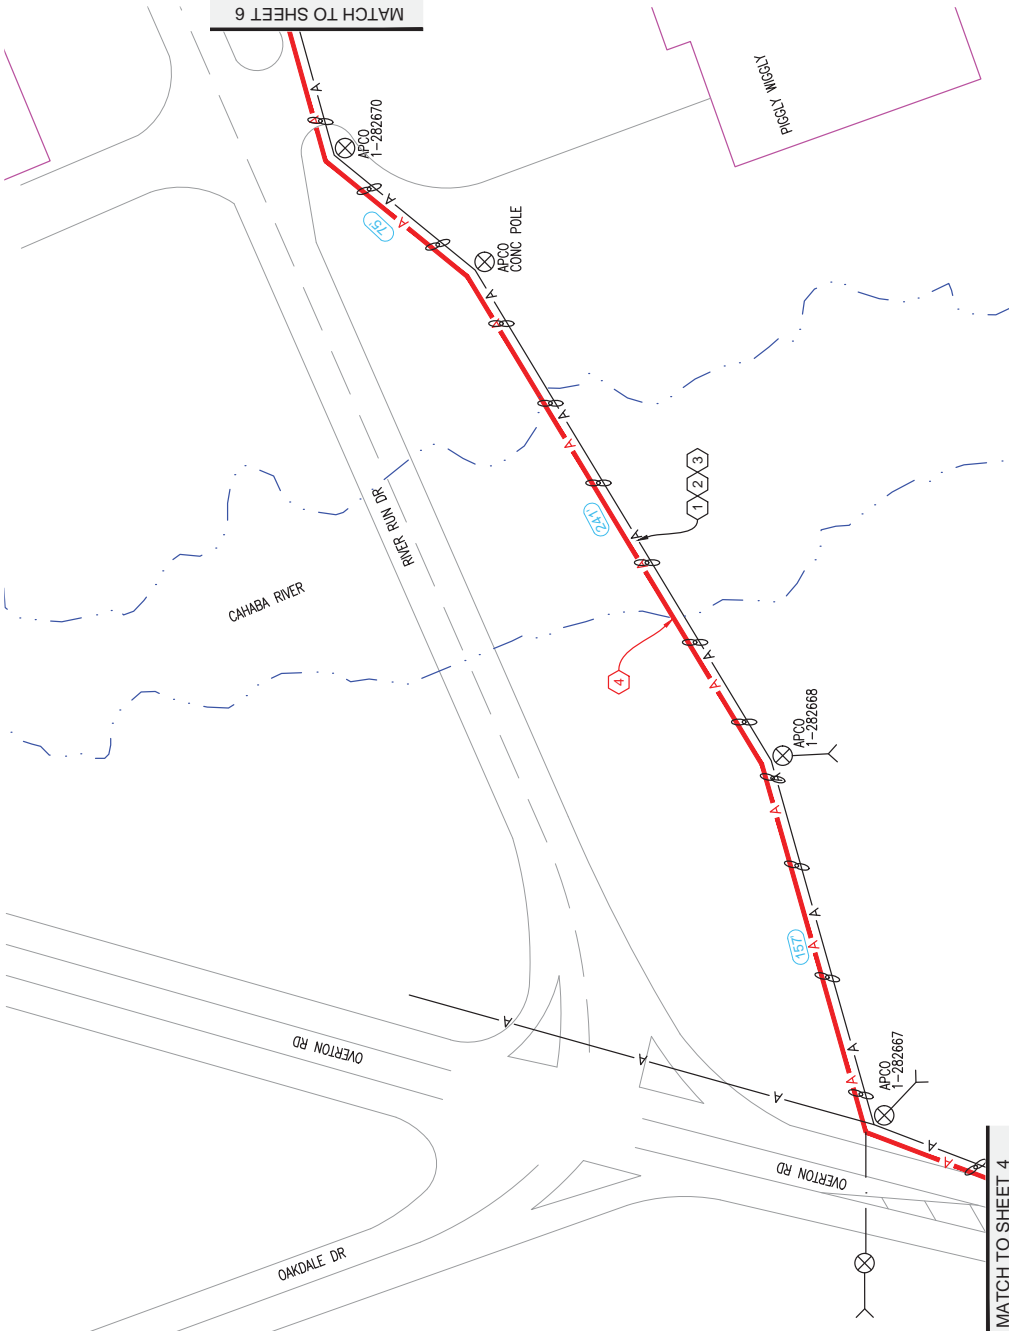 MATCH TO SHEET 6
PIGGLY WIGGLY
A
A
APCO
1-282670
A
A
75'
APCO
CONC POLE
A
A
RIVER RUN DR
A
A
241'
1 2 3
A
A
CAHABA RIVER
4
A
A
APCO
1-282668
A
A
A
157'
A
A
OVERTON RD
A
A
A
A
A
APCO
1-282667
A
A
OVERTON RD
OAKDALE DR
MATCH TO SHEET 4